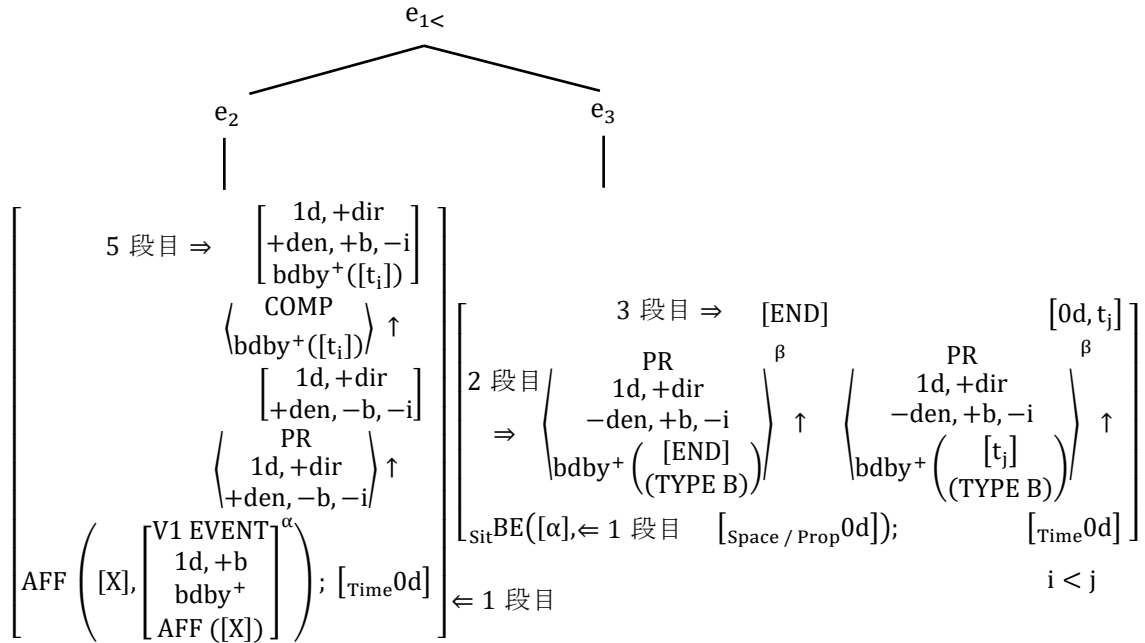 e₁<
e₂ e₃
5 段目 ⇒ [1d, +dir
+den, +b, −i
bdby⁺([tᵢ])]
⟨COMP
bdby⁺([tᵢ])⟩ ↑
[1d, +dir
+den, −b, −i]
⟨PR
1d, +dir
+den, −b, −i⟩ ↑
AFF ([X], [V1 EVENT
1d, +b
bdby⁺
AFF ([X])]^α); [Time0d]
⇐ 1 段目
3 段目 ⇒ [END] [0d, tⱼ]
2 段目
⇒
⟨PR
1d, +dir
−den, +b, −i
bdby⁺ ([END]
(TYPE B))⟩^β ↑
⟨PR
1d, +dir
−den, +b, −i
bdby⁺ ([tⱼ]
(TYPE B))⟩^β ↑
SitBE([α],⇐ 1 段目 [Space / Prop0d]); [Time0d]
i < j